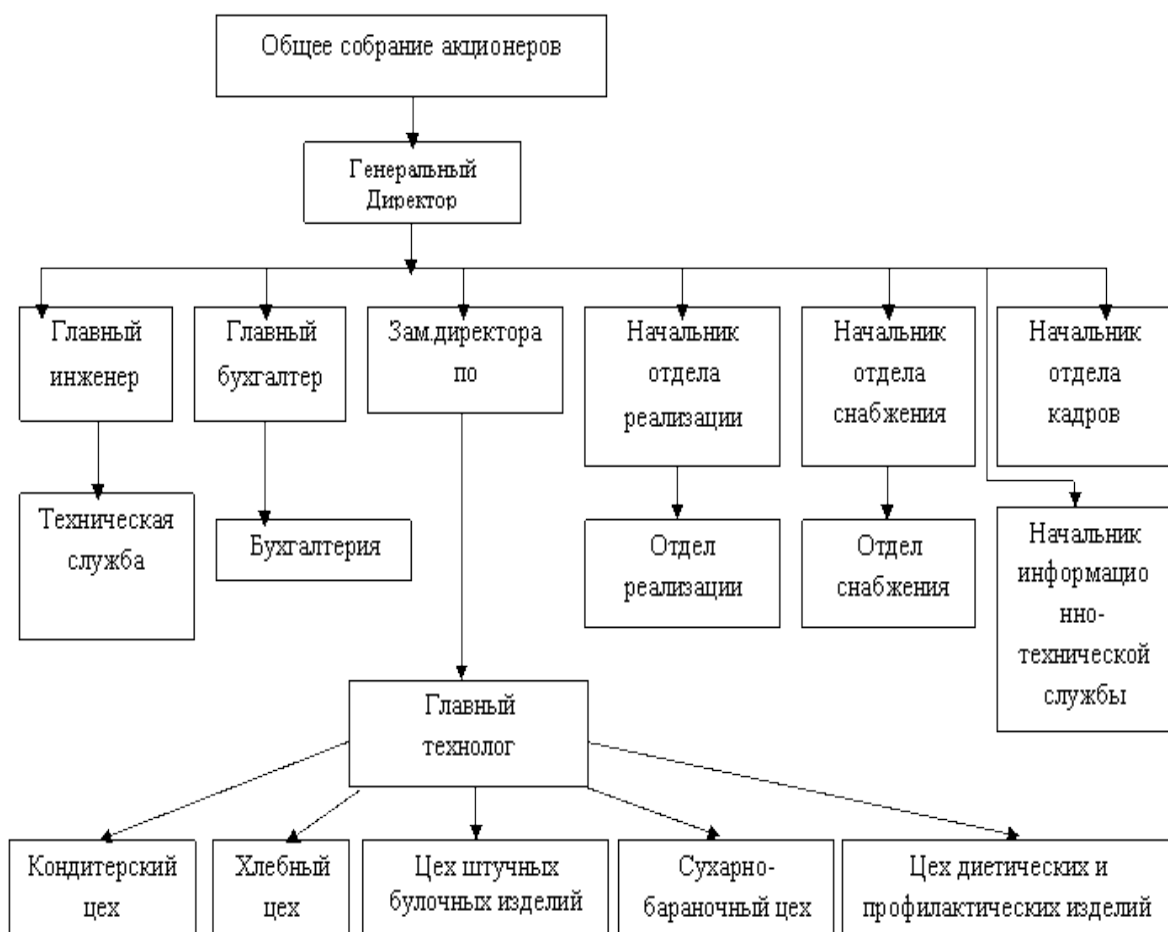 Общее собрание акционеров
Генеральный
Директор
Главный
инженер
Главный
бухгалтер
Зам.директора
по
Начальник
отдела
реализации
Начальник
отдела
снабжения
Начальник
отдела
кадров
Техническая
служба
Бухгалтерия
Отдел
реализации
Отдел
снабжения
Начальник
информацио
нно-
технической
службы
Главный
технолог
Кондитерский
цех
Хлебный
цех
Цех штучных
булочных изделий
Сухарно-
бараночный цех
Цех диетических и
профилактических изделий